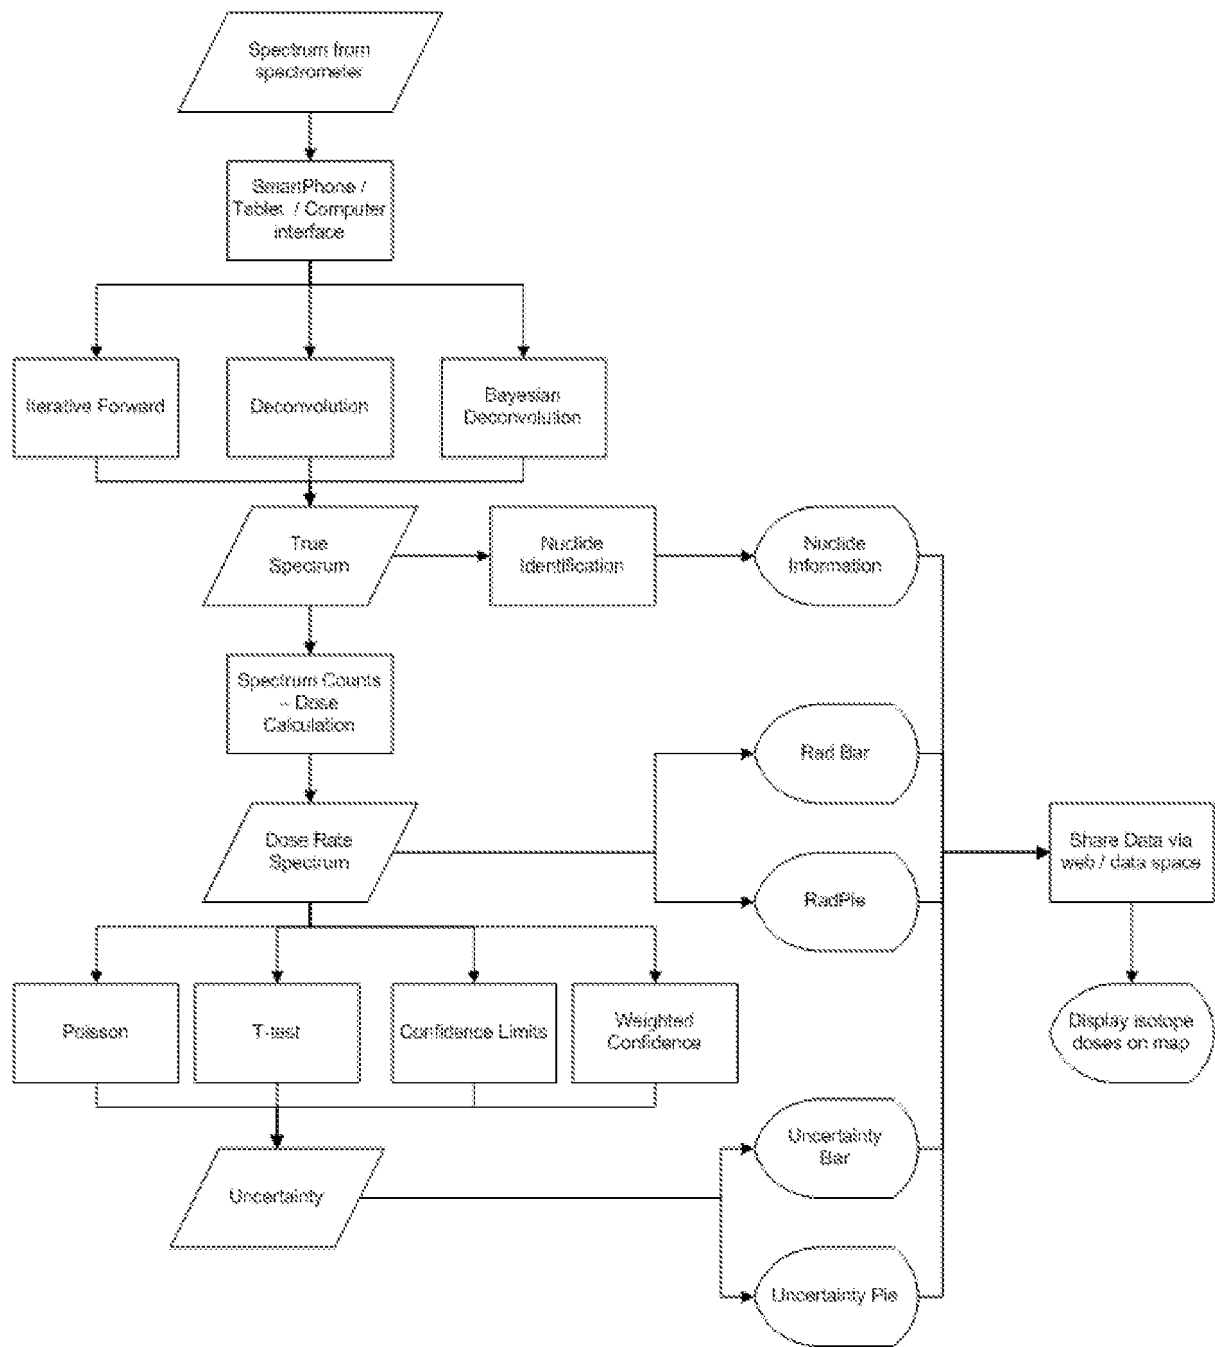 Spectrum from
spectrometer
SmartPhone /
Tablet / Computer
interface
Iterative Forward
Deconvolution
Bayesian
Deconvolution
True
Spectrum
Nuclide
Identification
Nuclide
Information
Spectrum Counts
– Dose
Calculation
Rad Bar
Dose Rate
Spectrum
RadPie
Share Data via
web / data space
Poisson
T-test
Confidence Limits
Weighted
Confidence
Display isotope
doses on map
Uncertainty
Bar
Uncertainty
Uncertainty Pie